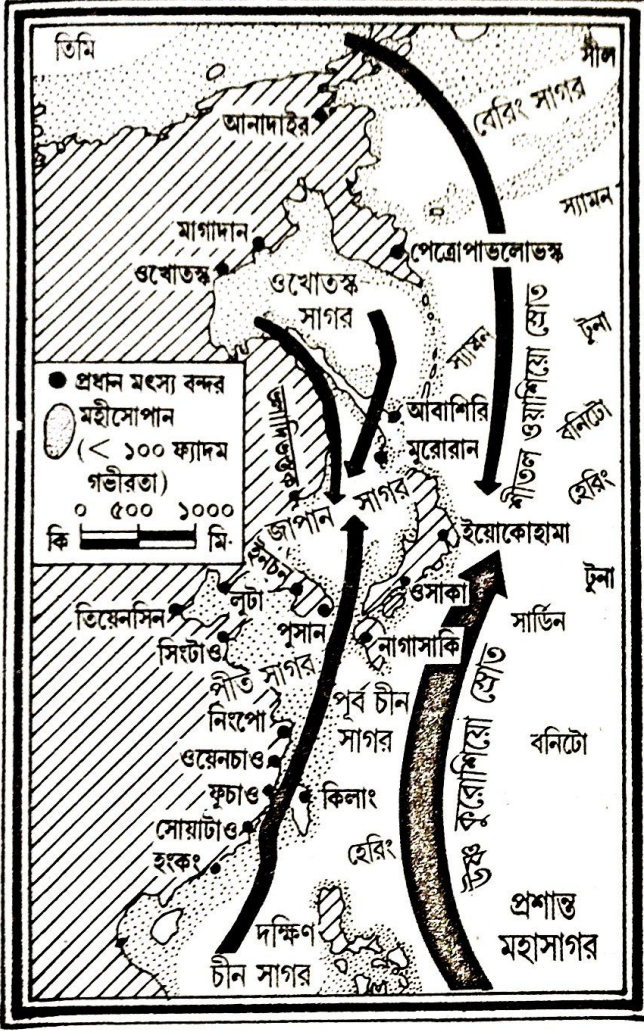 তিমি
সীল
আনাদাইর
বেরিং সাগর
স্যামন
মাগাদান
ওখোতস্ক
পেত্রোপাভলোভস্ক
ওখোতস্ক
সাগর
টুনা
স্যামন
শীতল ওয়াশিয়ো স্রোত
প্রধান মৎস্য বন্দর
মহীসোপান
(< ১০০ ফ্যাদম
গভীরতা)
০ ৫০০ ১০০০
কি মি.
আবাশিরি
মুরোরান
বনিটো
হেরিং
জাপান সাগর
ইয়োকোহামা
ইনচন
টুনা
লূটা
ওসাকা
তিয়েনসিন
পুসান
সার্ডিন
সিংটাও
নাগাসাকি
পীত সাগর
নিংপো
পূর্ব চীন
সাগর
উষ্ণ কুরোশিয়ো স্রোত
বনিটো
ওয়েনচাও
ফুচাও
কিলাং
সোয়াটাও
হংকং
হেরিং
দক্ষিণ
চীন সাগর
প্রশান্ত
মহাসাগর